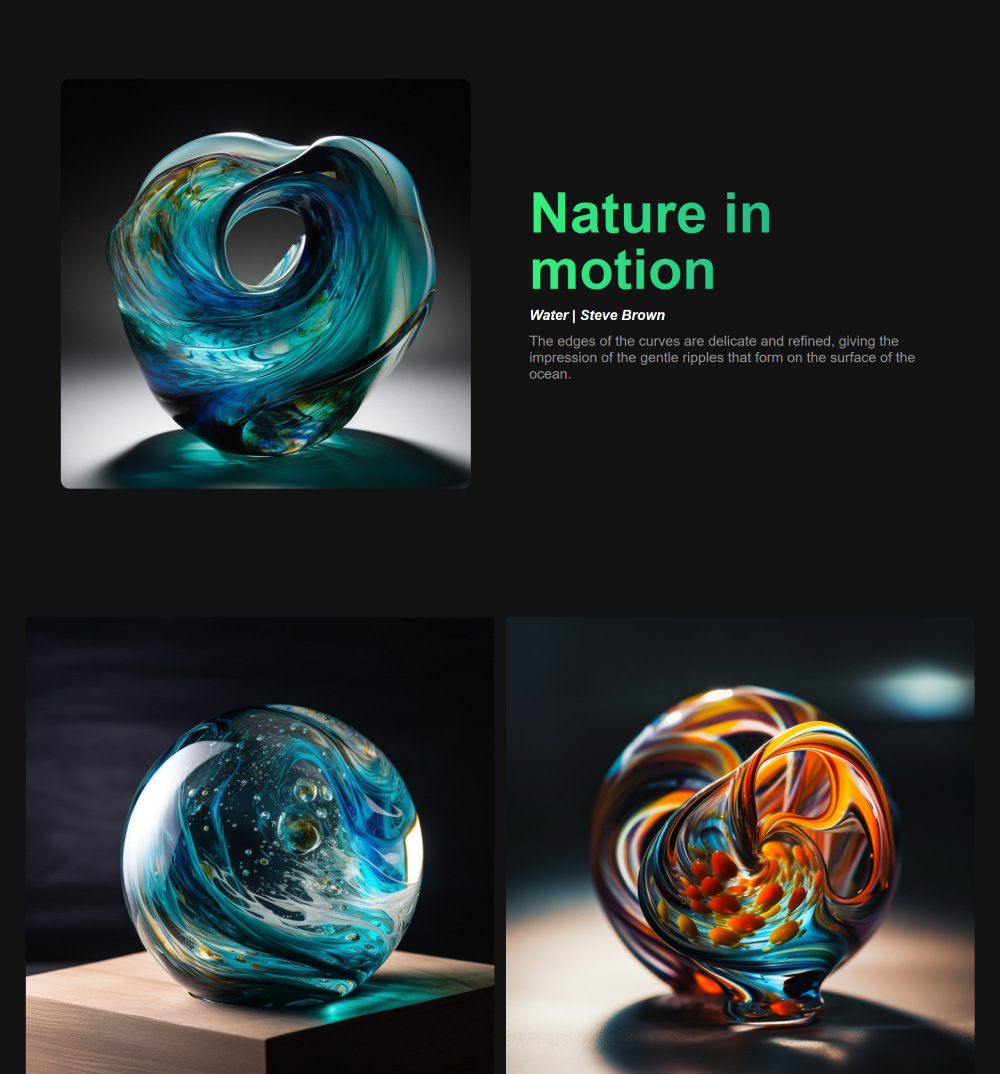 Nature in
motion
Water | Steve Brown
The edges of the curves are delicate and refined, giving the
impression of the gentle ripples that form on the surface of the
ocean.